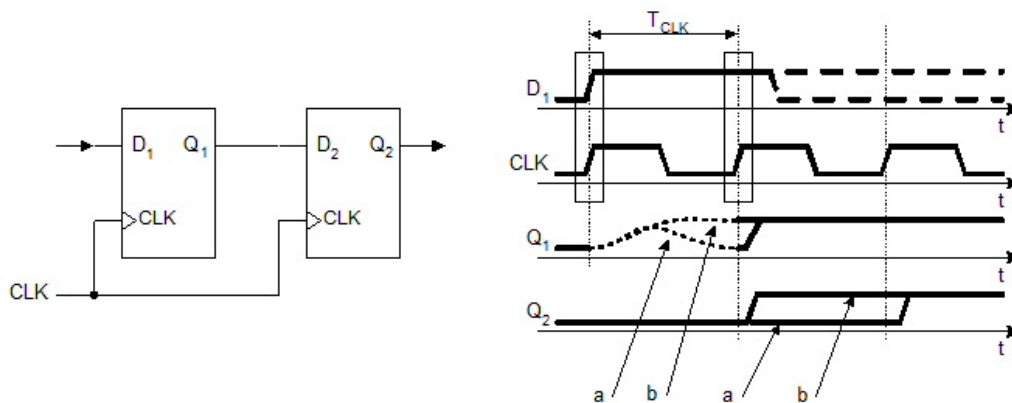 D1 Q1
CLK
D2 Q2
CLK
CLK
TCLK
D1
t
CLK
t
Q1
t
Q2
t
a b a b